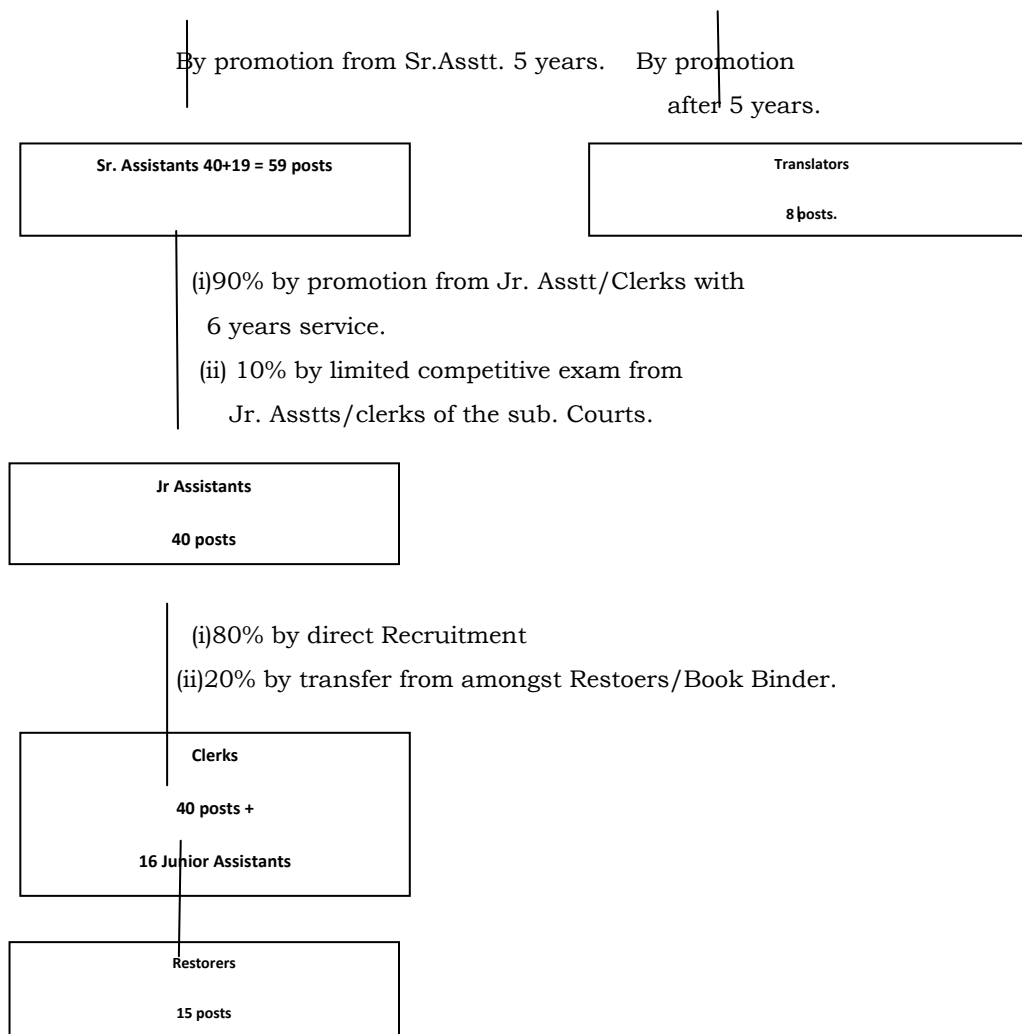 By promotion from Sr.Asstt. 5 years. By promotion
after 5 years.
Sr. Assistants 40+19 = 59 posts
Translators
8 posts.
(i)90% by promotion from Jr. Asstt/Clerks with
6 years service.
(ii) 10% by limited competitive exam from
Jr. Asstts/clerks of the sub. Courts.
Jr Assistants
40 posts
(i)80% by direct Recruitment
(ii)20% by transfer from amongst Restoers/Book Binder.
Clerks
40 posts +
16 Junior Assistants
Restorers
15 posts